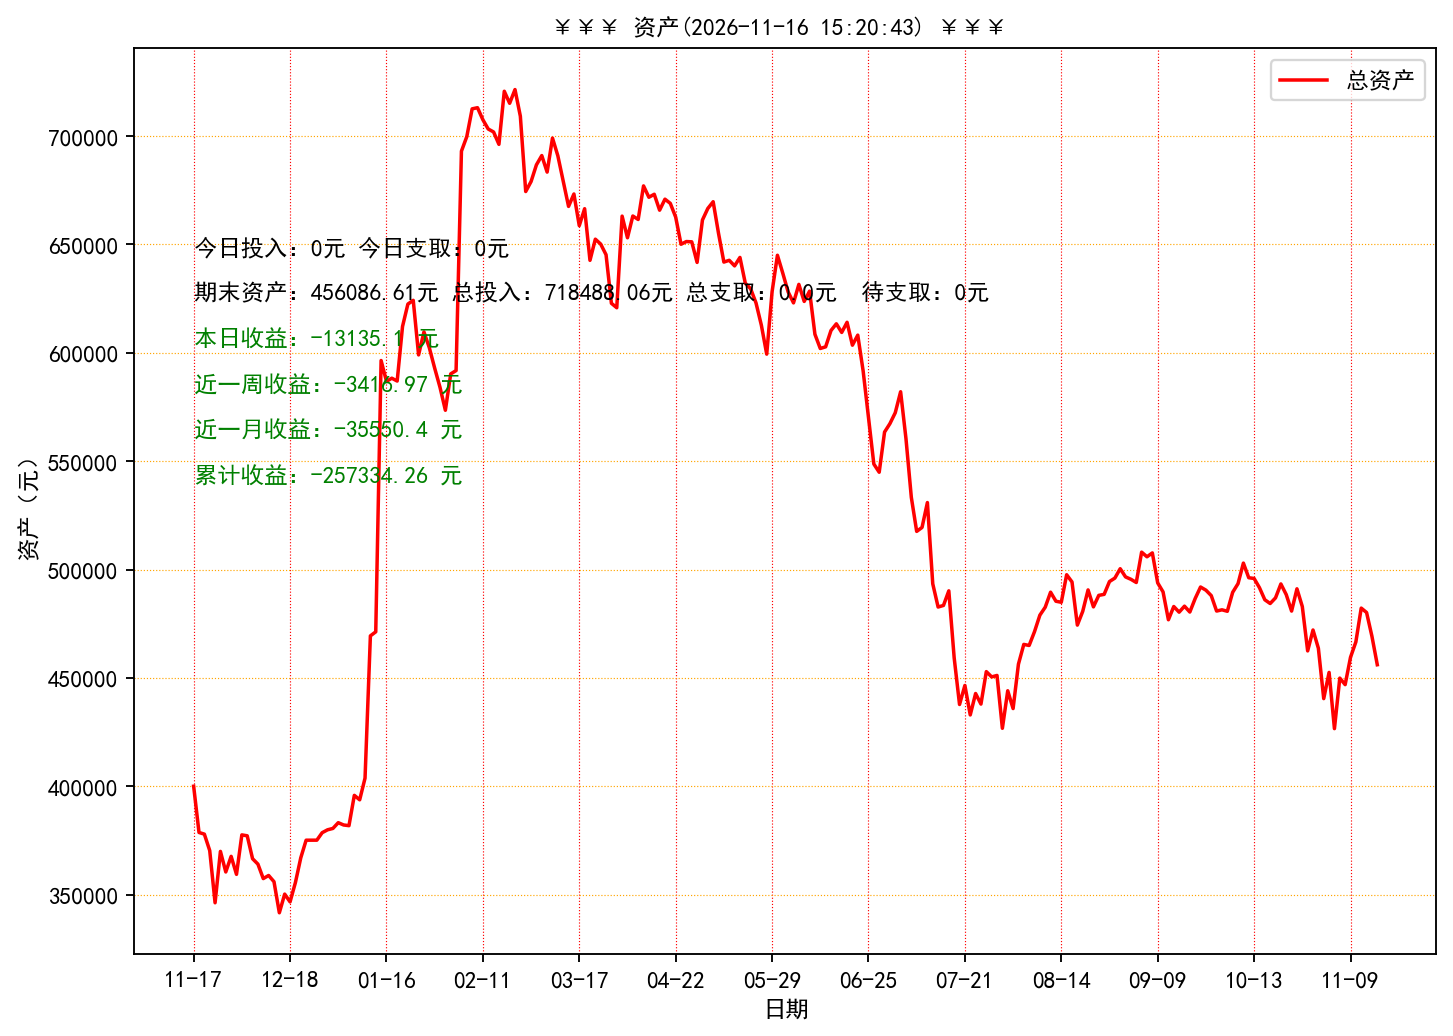 ￥￥￥ 资产(2026-11-16 15:20:43) ￥￥￥
总资产
700000
650000
600000
550000
500000
450000
400000
350000
资产（元）
今日投入：0元 今日支取：0元
期末资产：456086.61元 总投入：718488.06元 总支取：0.0元 待支取：0元
本日收益：-13135.1 元
近一周收益：-3416.97 元
近一月收益：-35550.4 元
累计收益：-257334.26 元
11-17 12-18 01-16 02-11 03-17 04-22 05-29 06-25 07-21 08-14 09-09 10-13 11-09
日期